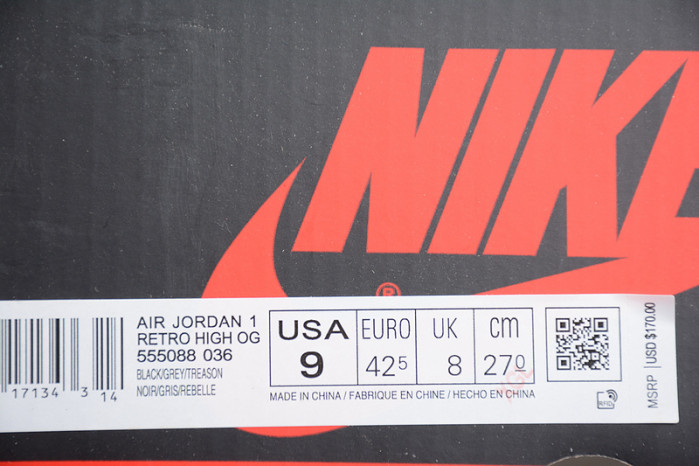 NIKE
®
AIR JORDAN 1
RETRO HIGH OG
555088 036
BLACK/GREY/TREASON
NOIR/GRIS/REBELLE
17134 3 14
USA
9
EURO
42⁵
UK
8
cm
27⁰
MADE IN CHINA / FABRIQUE EN CHINE / HECHO EN CHINA
RFID
MSRP USD $170.00